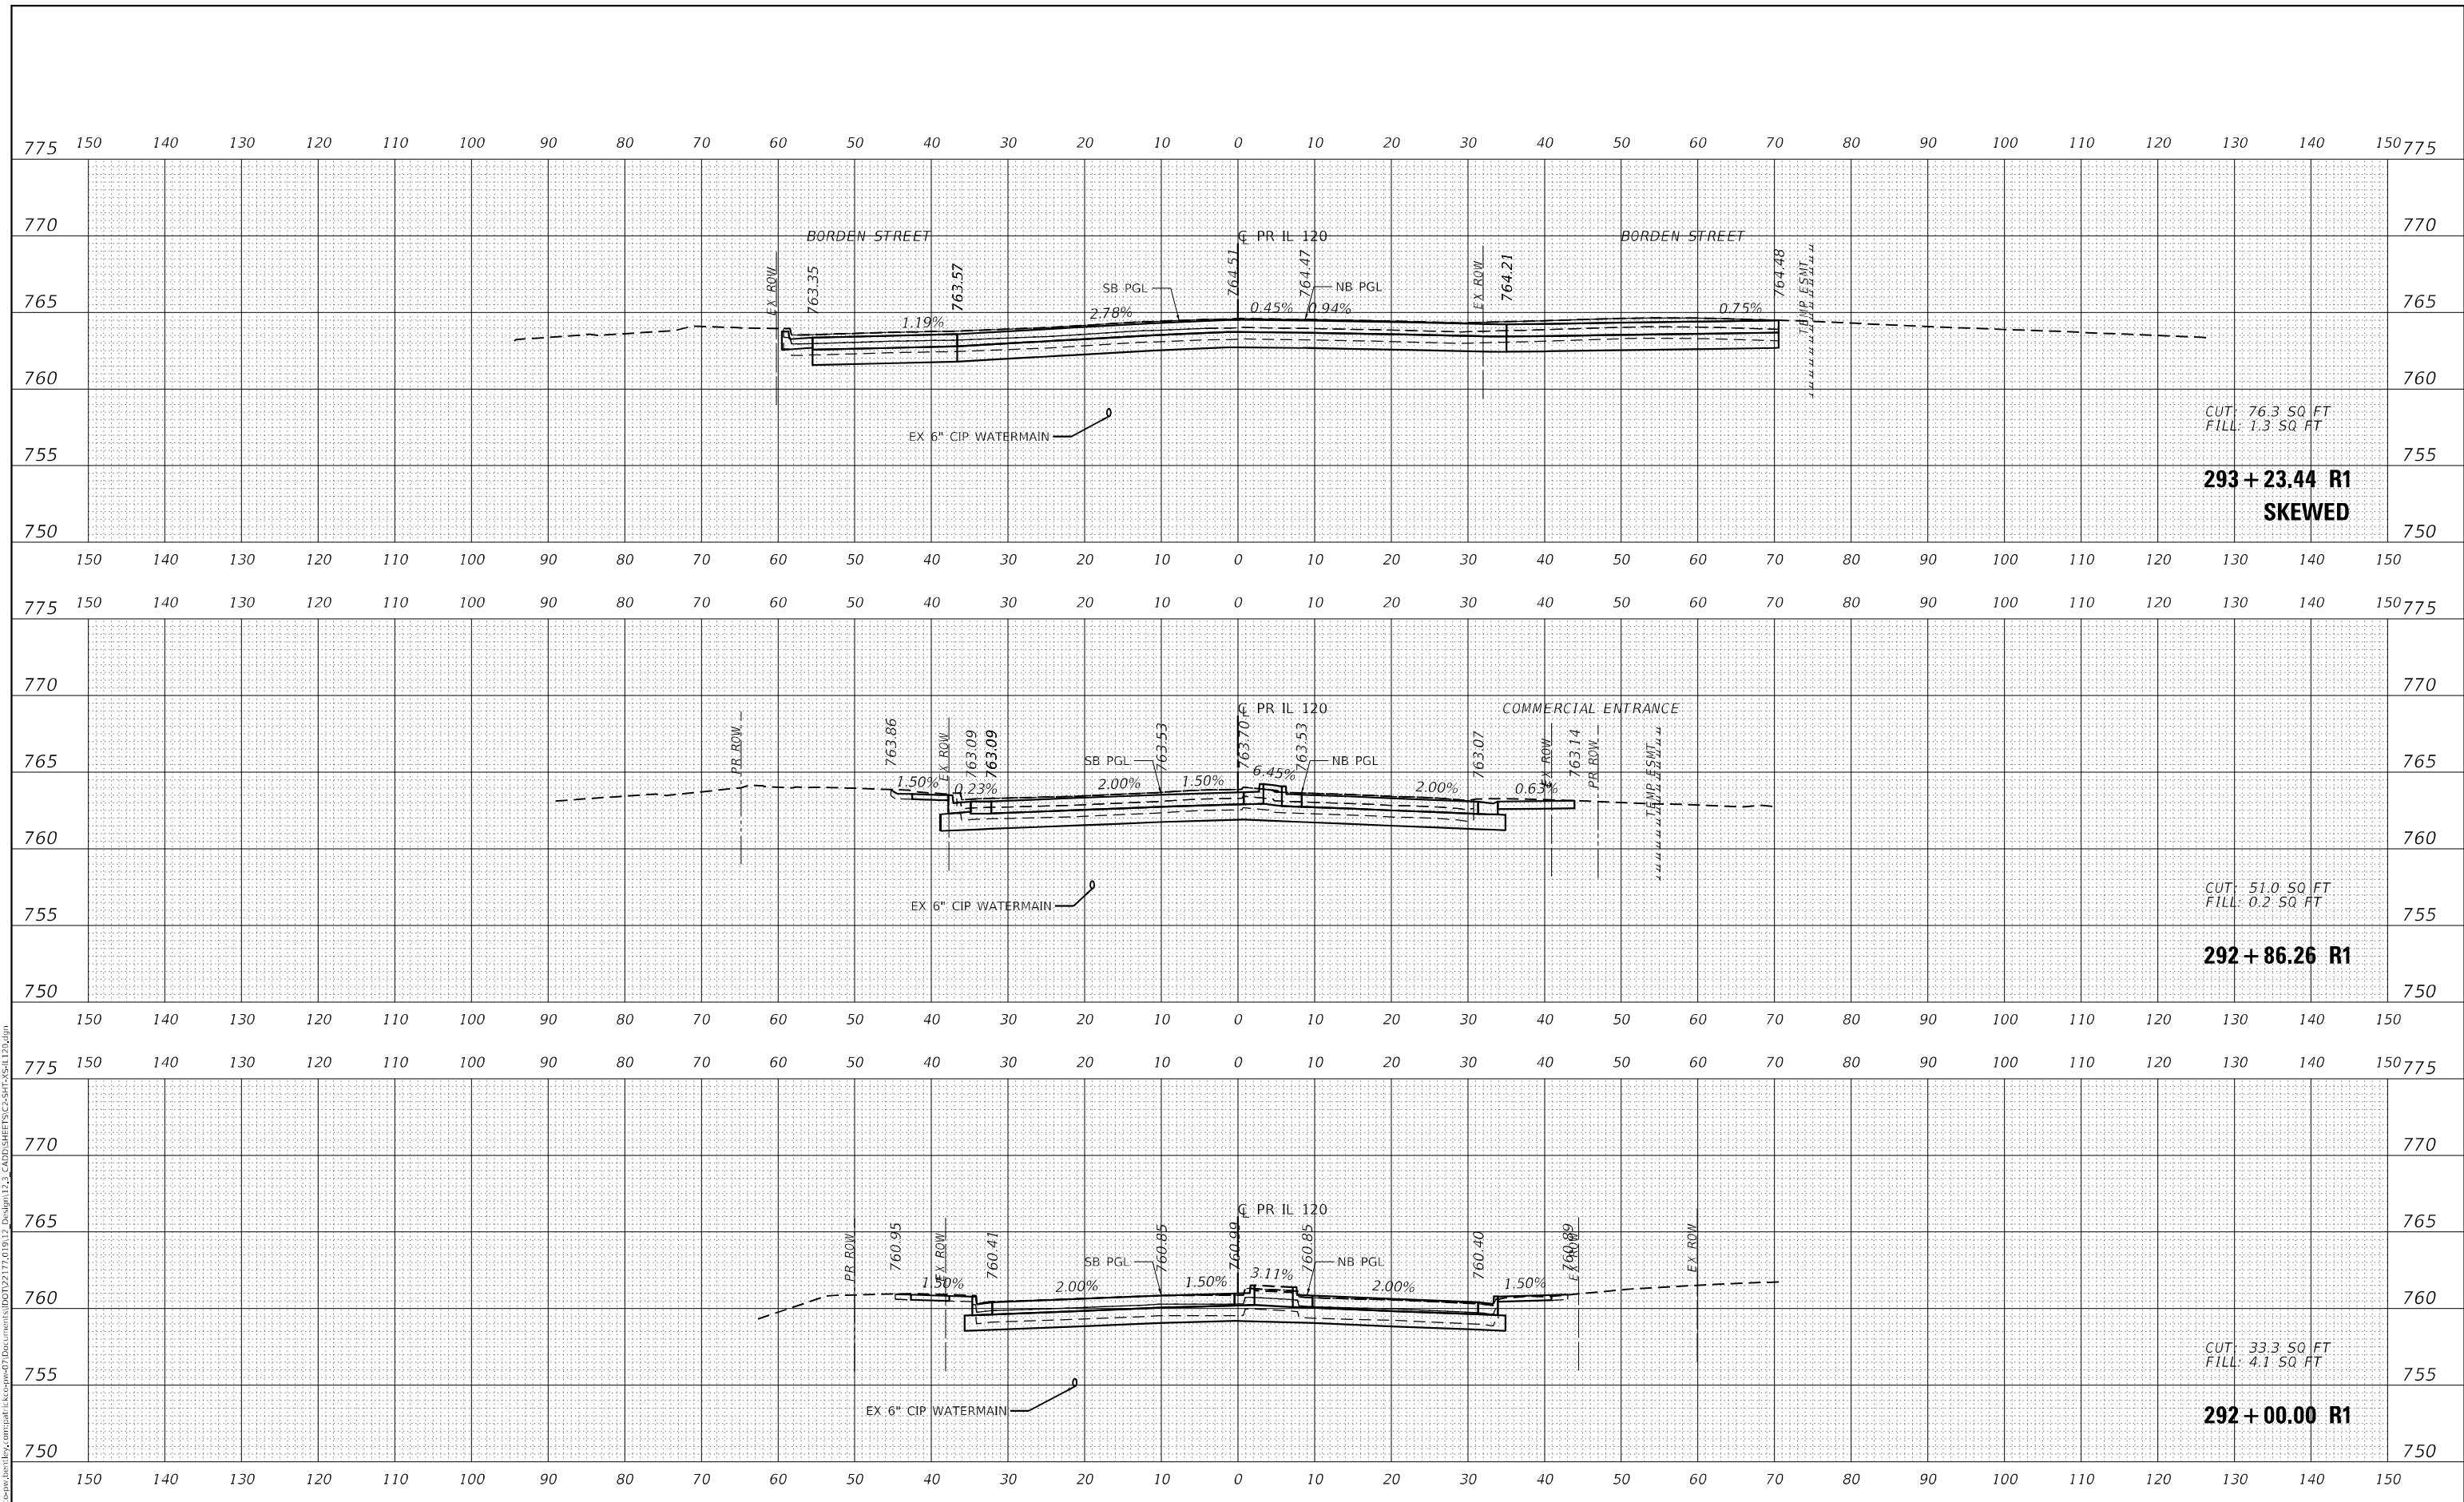 150 140 130 120 110 100 90 80 70 60 50 40 30 20 10 0 10 20 30 40 50 60 70 80 90 100 110 120 130 140 150
775 775
770 770
765 765
760 760
755 755
750 750
BORDEN STREET
℄ PR IL 120
BORDEN STREET
EX ROW
763.35
763.57
764.51
764.47
EX ROW
764.21
764.48
TEMP ESMT
SB PGL
NB PGL
1.19%
2.78%
0.45%
0.94%
0.75%
EX 6" CIP WATERMAIN
CUT: 76.3 SQ FT
FILL: 1.3 SQ FT
293+23.44 R1
SKEWED
150 140 130 120 110 100 90 80 70 60 50 40 30 20 10 0 10 20 30 40 50 60 70 80 90 100 110 120 130 140 150
150 140 130 120 110 100 90 80 70 60 50 40 30 20 10 0 10 20 30 40 50 60 70 80 90 100 110 120 130 140 150
775 775
770 770
765 765
760 760
755 755
750 750
℄ PR IL 120
COMMERCIAL ENTRANCE
PR ROW
763.86
EX ROW
763.09
763.09
763.53
763.70
763.53
763.07
EX ROW
763.14
PR ROW
TEMP ESMT
SB PGL
NB PGL
1.50%
0.23%
2.00%
1.50%
6.45%
2.00%
0.63%
EX 6" CIP WATERMAIN
CUT: 51.0 SQ FT
FILL: 0.2 SQ FT
292+86.26 R1
150 140 130 120 110 100 90 80 70 60 50 40 30 20 10 0 10 20 30 40 50 60 70 80 90 100 110 120 130 140 150
150 140 130 120 110 100 90 80 70 60 50 40 30 20 10 0 10 20 30 40 50 60 70 80 90 100 110 120 130 140 150
775 775
770 770
765 765
760 760
755 755
750 750
℄ PR IL 120
PR ROW
760.95
EX ROW
760.41
760.85
760.99
760.85
760.40
760.89
EX ROW
EX ROW
SB PGL
NB PGL
1.50%
2.00%
1.50%
3.11%
2.00%
1.50%
EX 6" CIP WATERMAIN
CUT: 33.3 SQ FT
FILL: 4.1 SQ FT
292+00.00 R1
150 140 130 120 110 100 90 80 70 60 50 40 30 20 10 0 10 20 30 40 50 60 70 80 90 100 110 120 130 140 150